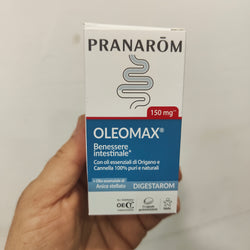 PRANARŌM
150 mg**
OLEOMAX®
Benessere
intestinale*
Con oli essenziali di Origano e
Cannella 100% puri e naturali
Anice stellato
DIGESTAROM